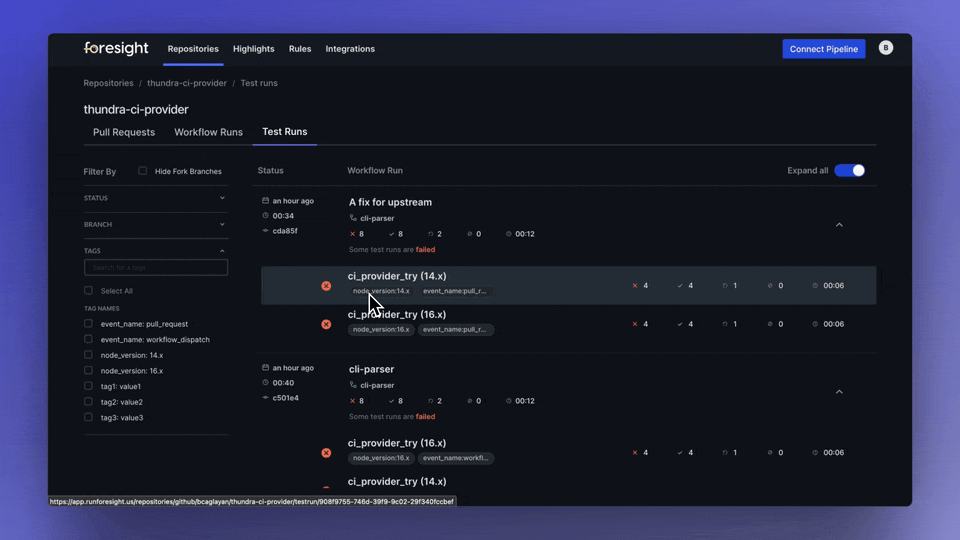 foresight Repositories Highlights Rules Integrations Connect Pipeline B
Repositories / thundra-ci-provider / Test runs
thundra-ci-provider
Pull Requests Workflow Runs Test Runs
Filter By Hide Fork Branches Status Workflow Run Expand all
STATUS
BRANCH
TAGS
Search for a tags
Select All
TAG NAMES
event_name: pull_request
event_name: workflow_dispatch
node_version: 14.x
node_version: 16.x
tag1: value1
tag2: value2
tag3: value3
an hour ago A fix for upstream
00:34 cli-parser
cda85f 8 8 2 0 00:12
Some test runs are failed
ci_provider_try (14.x)
node_version:14.x event_name:pull_r... 4 4 1 0 00:06
ci_provider_try (16.x)
node_version:16.x event_name:pull_r... 4 4 1 0 00:06
an hour ago cli-parser
00:40 cli-parser
c501e4 8 8 2 0 00:12
Some test runs are failed
ci_provider_try (16.x)
node_version:16.x event_name:workfl... 4 4 1 0 00:06
ci_provider_try (14.x)
https://app.runforesight.us/repositories/github/bcaglayan/thundra-ci-provider/testrun/908f9755-746d-39f9-9c02-29f340fccbef